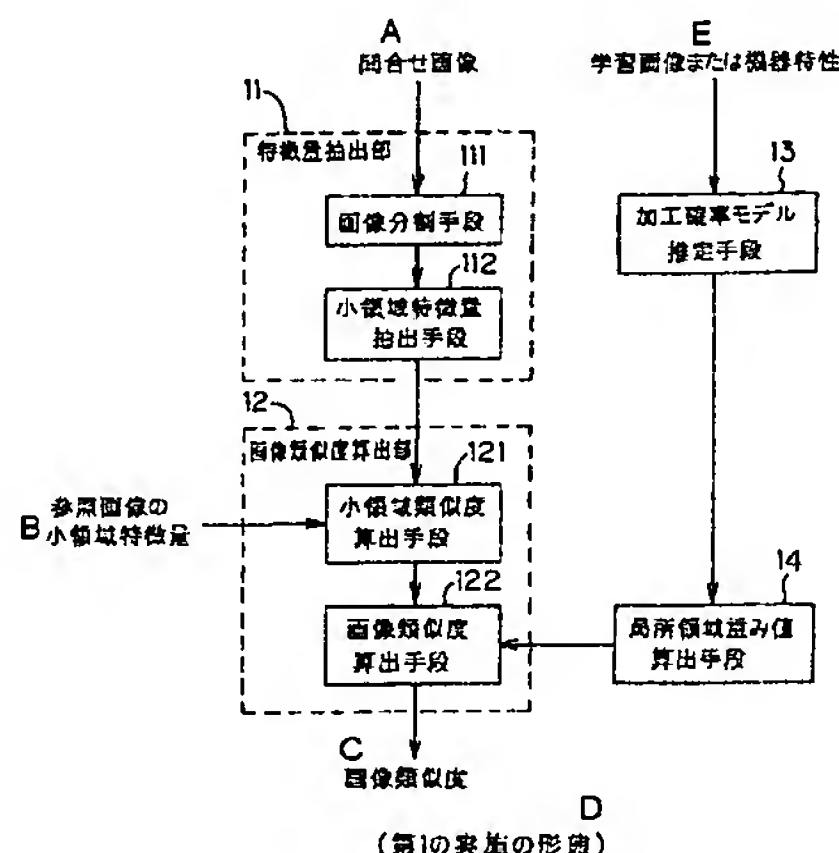 A
問合せ画像
E
学習画像または機器特性
11
特徴量抽出部
111
画像分割手段
112
小領域特徴量
抽出手段
13
加工確率モデル
推定手段
12
画像類似度算出部
121
小領域類似度
算出手段
B
参照画像の
小領域特徴量
122
画像類似度
算出手段
14
局所領域重み値
算出手段
C
画像類似度
D
(第1の実施の形態)